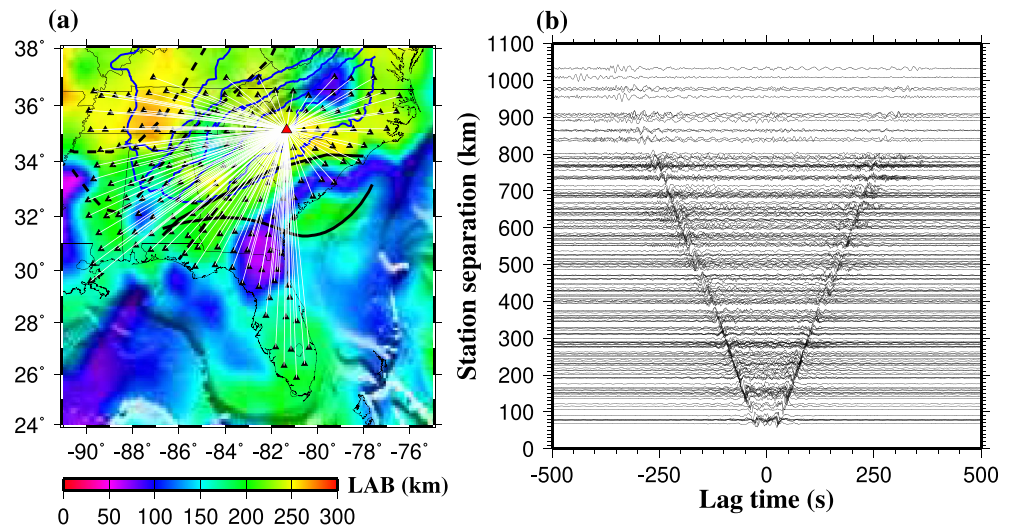 (a)
38˚
36˚
34˚
32˚
30˚
28˚
26˚
24˚
-90˚ -88˚ -86˚ -84˚ -82˚ -80˚ -78˚ -76˚
LAB (km)
0 50 100 150 200 250 300
(b)
Station separation (km)
1100
1000
900
800
700
600
500
400
300
200
100
0
-500 -250 0 250 500
Lag time (s)